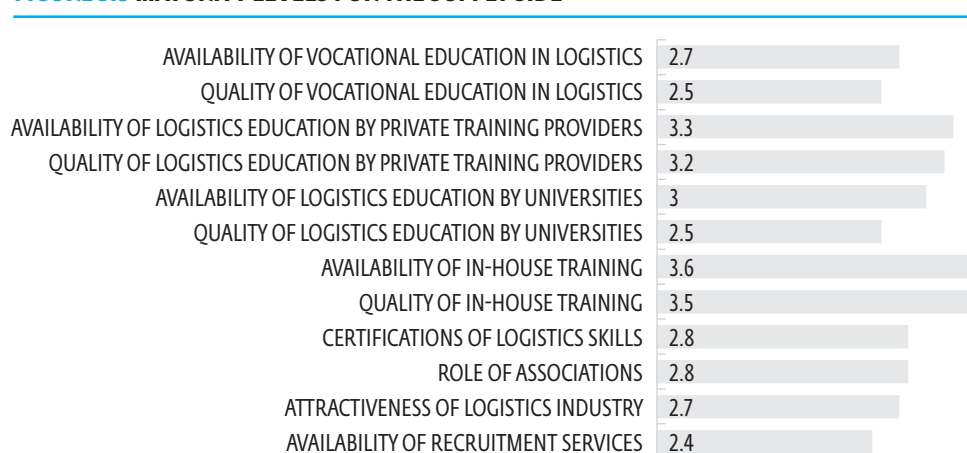 AVAILABILITY OF VOCATIONAL EDUCATION IN LOGISTICS 2.7
QUALITY OF VOCATIONAL EDUCATION IN LOGISTICS 2.5
AVAILABILITY OF LOGISTICS EDUCATION BY PRIVATE TRAINING PROVIDERS 3.3
QUALITY OF LOGISTICS EDUCATION BY PRIVATE TRAINING PROVIDERS 3.2
AVAILABILITY OF LOGISTICS EDUCATION BY UNIVERSITIES 3
QUALITY OF LOGISTICS EDUCATION BY UNIVERSITIES 2.5
AVAILABILITY OF IN-HOUSE TRAINING 3.6
QUALITY OF IN-HOUSE TRAINING 3.5
CERTIFICATIONS OF LOGISTICS SKILLS 2.8
ROLE OF ASSOCIATIONS 2.8
ATTRACTIVENESS OF LOGISTICS INDUSTRY 2.7
AVAILABILITY OF RECRUITMENT SERVICES 2.4